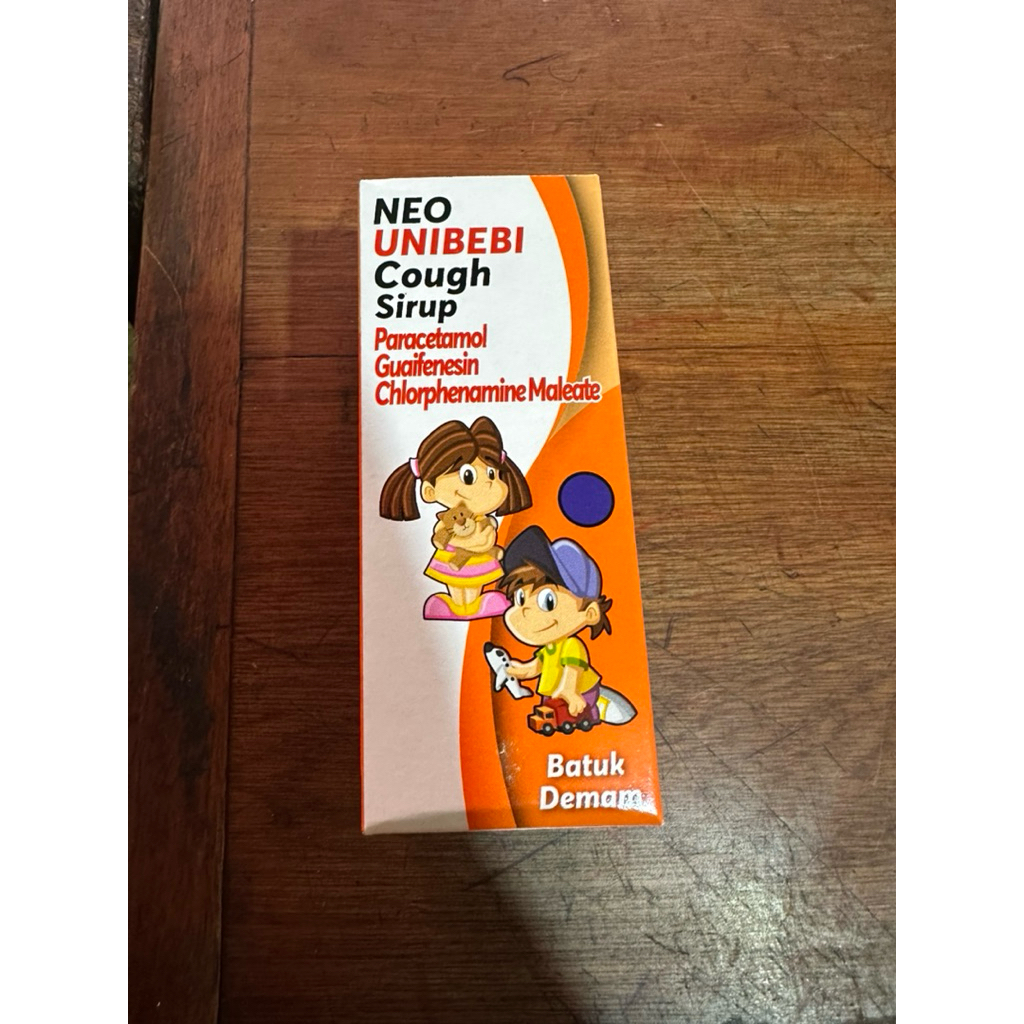 NEO
UNIBEBI
Cough
Sirup
Paracetamol
Guaifenesin
Chlorphenamine Maleate
Batuk
Demam